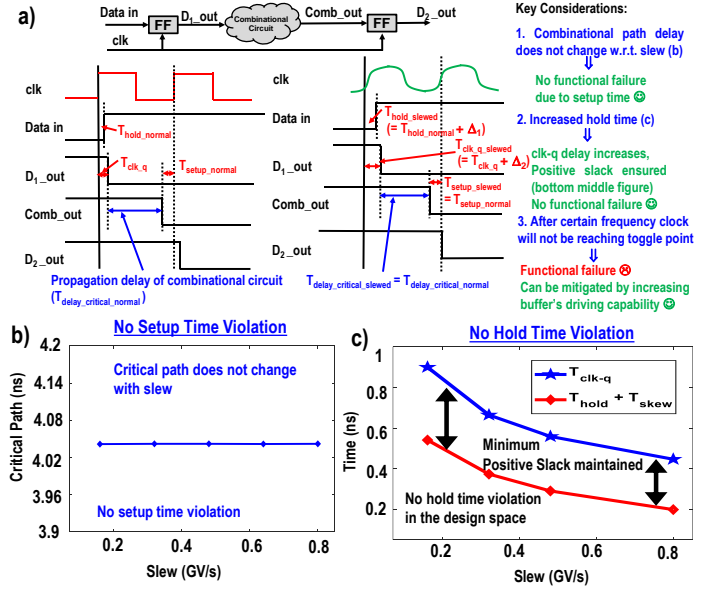 a)
Data in
D1_out
Combinational
Circuit
Comb_out
D2_out
FF
FF
clk
clk
Data in
Thold_normal
Tclk_q
Tsetup_normal
D1_out
Comb_out
D2_out
Propagation delay of combinational circuit
(Tdelay_critical_normal)
clk
Data in
Thold_slewed
(= Thold_normal + Δ1)
Tclk_q_slewed
(= Tclk_q + Δ2)
D1_out
Tsetup_slewed
= Tsetup_normal
Comb_out
D2_out
Tdelay_critical_slewed = Tdelay_critical_normal
Key Considerations:
1. Combinational path delay
does not change w.r.t. slew (b)
⇓
No functional failure
due to setup time ☺
2. Increased hold time (c)
⇓
clk-q delay increases,
Positive slack ensured
(bottom middle figure)
No functional failure ☺
3. After certain frequency clock
will not be reaching toggle point
⇓
Functional failure ☹
Can be mitigated by increasing
buffer's driving capability ☺
b)
No Setup Time Violation
4.2
4.14
4.08
4.02
3.96
3.9
Critical Path (ns)
Critical path does not change
with slew
No setup time violation
0.2
0.4
0.6
0.8
Slew (GV/s)
c)
No Hold Time Violation
1
0.8
0.6
0.4
0.2
Time (ns)
Tclk-q
Thold + Tskew
Minimum
Positive Slack maintained
No hold time violation
in the design space
0.2
0.4
0.6
0.8
Slew (GV/s)